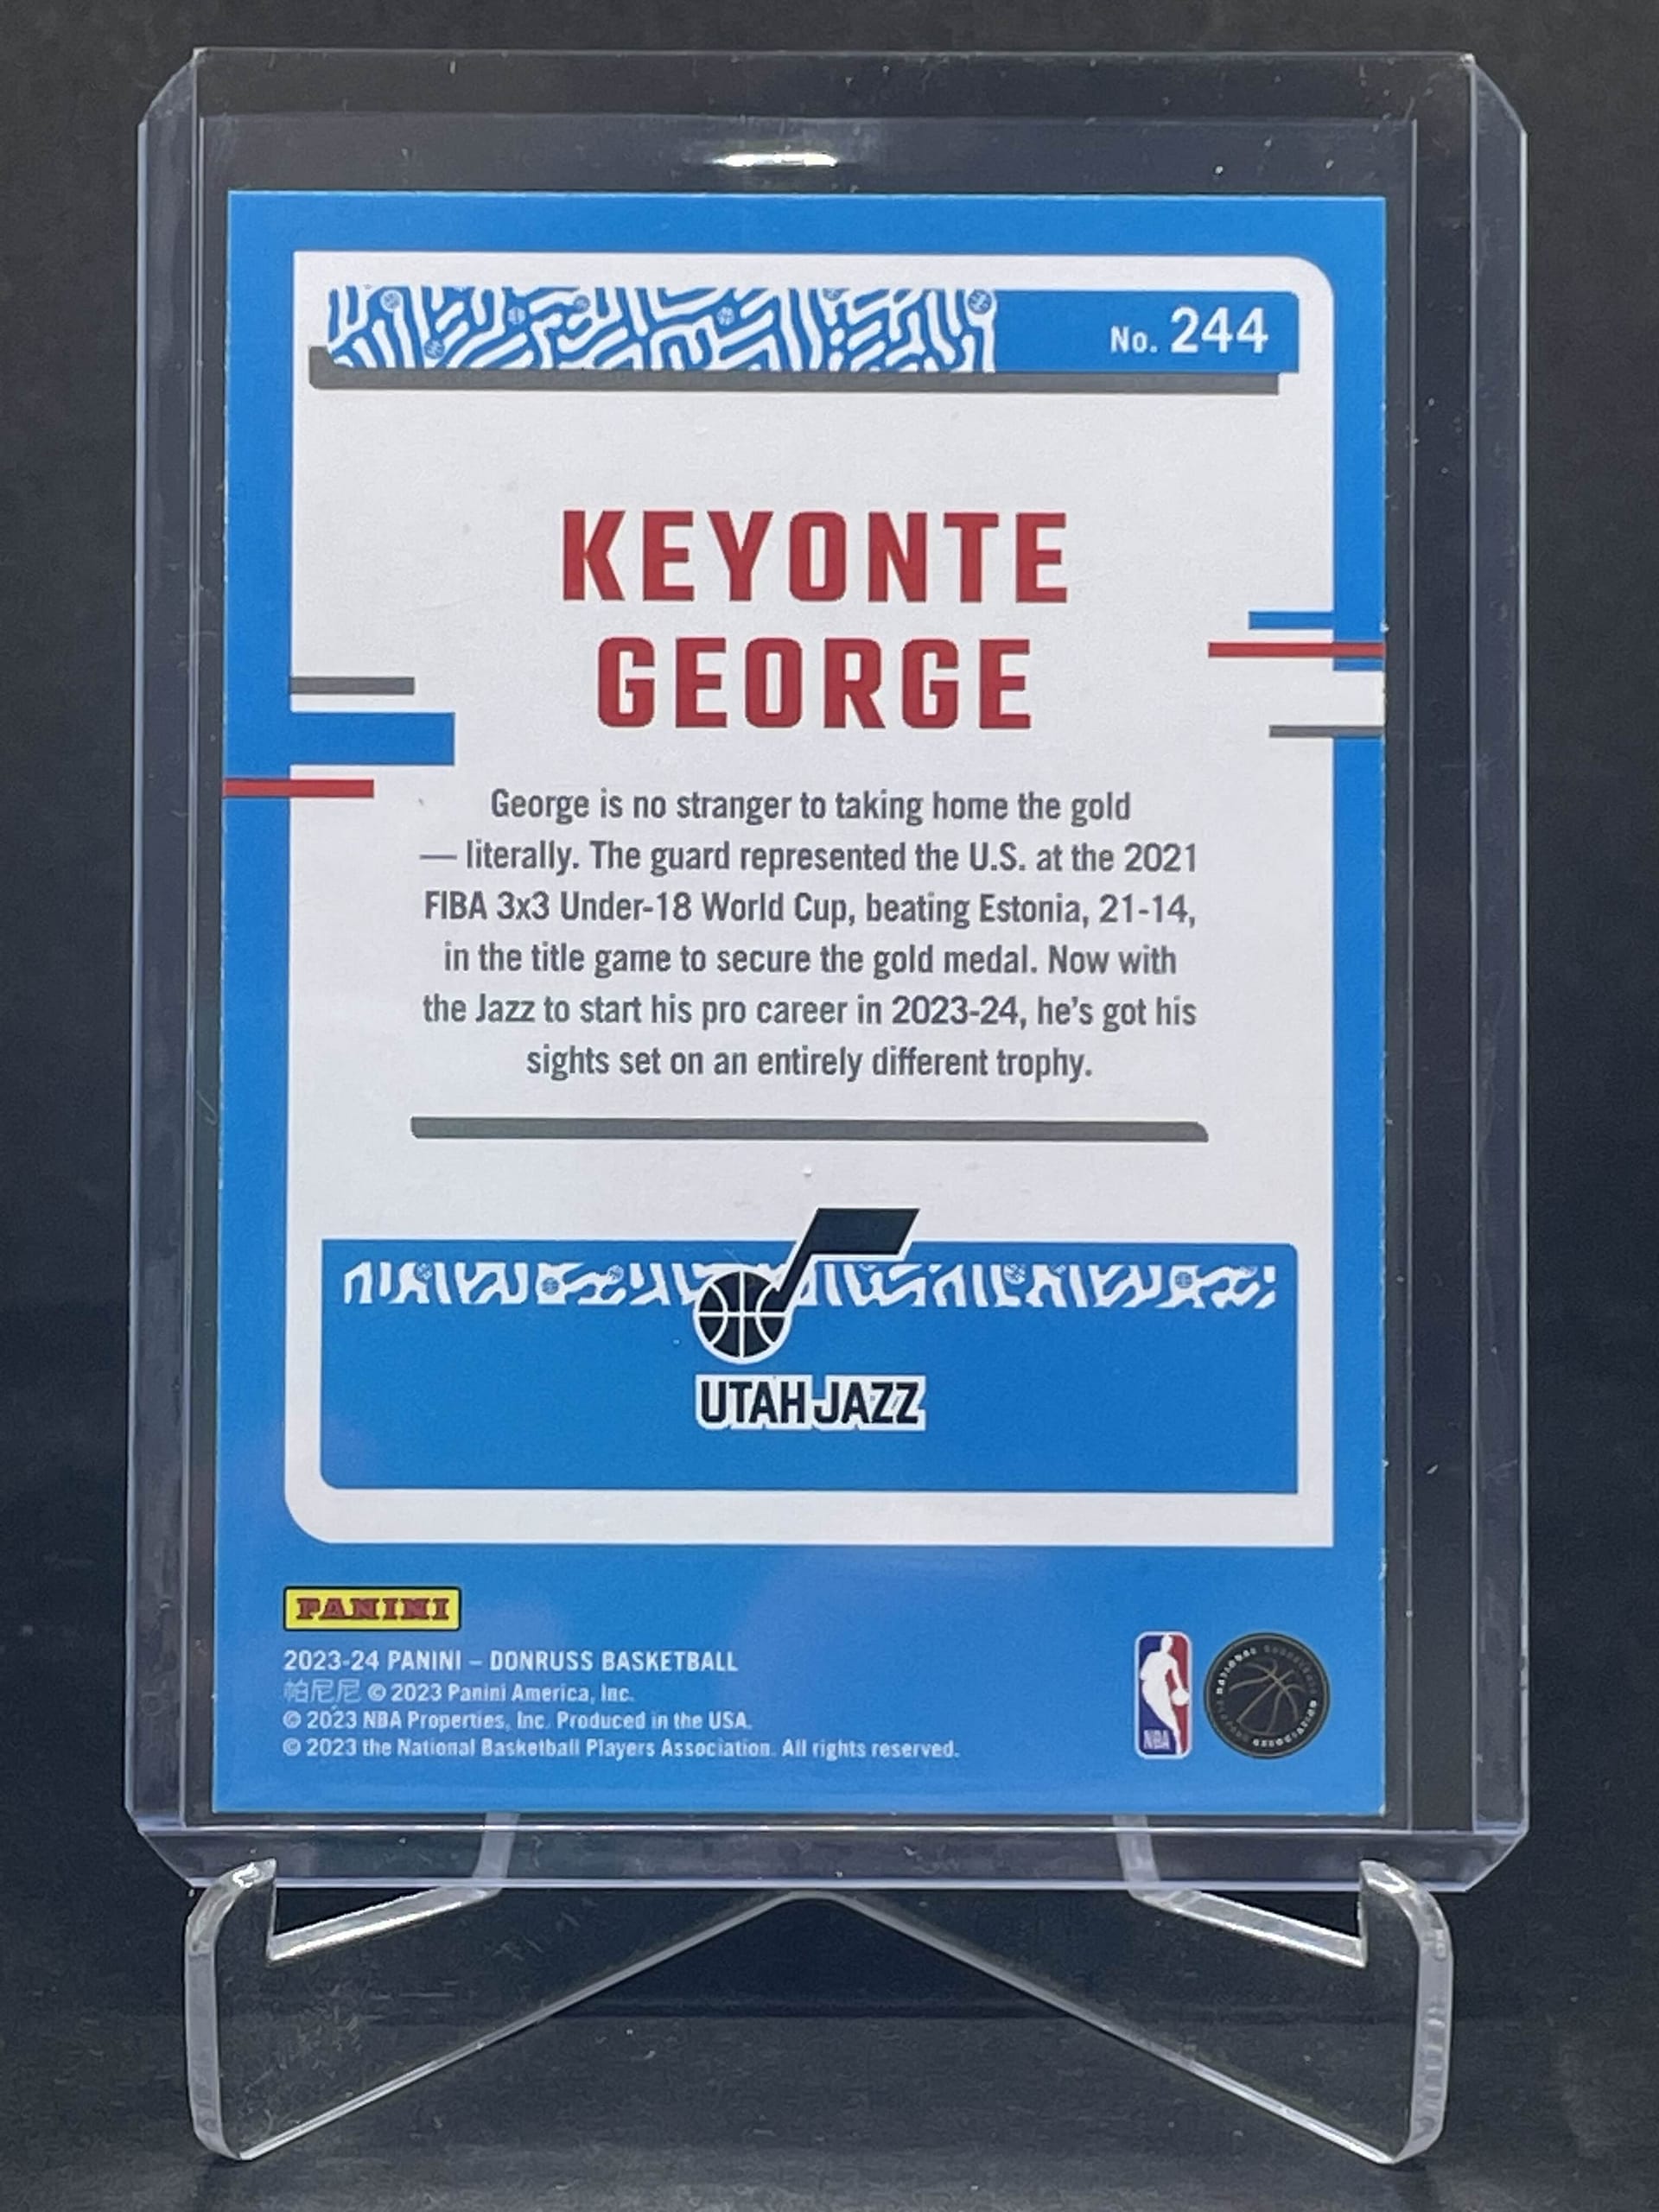 No. 244
KEYONTE
GEORGE
George is no stranger to taking home the gold
— literally. The guard represented the U.S. at the 2021
FIBA 3x3 Under-18 World Cup, beating Estonia, 21-14,
in the title game to secure the gold medal. Now with
the Jazz to start his pro career in 2023-24, he's got his
sights set on an entirely different trophy.
UTAH JAZZ
PANINI
2023-24 PANINI – DONRUSS BASKETBALL
帕尼尼 © 2023 Panini America, Inc.
© 2023 NBA Properties, Inc. Produced in the USA.
© 2023 the National Basketball Players Association. All rights reserved.
NBA